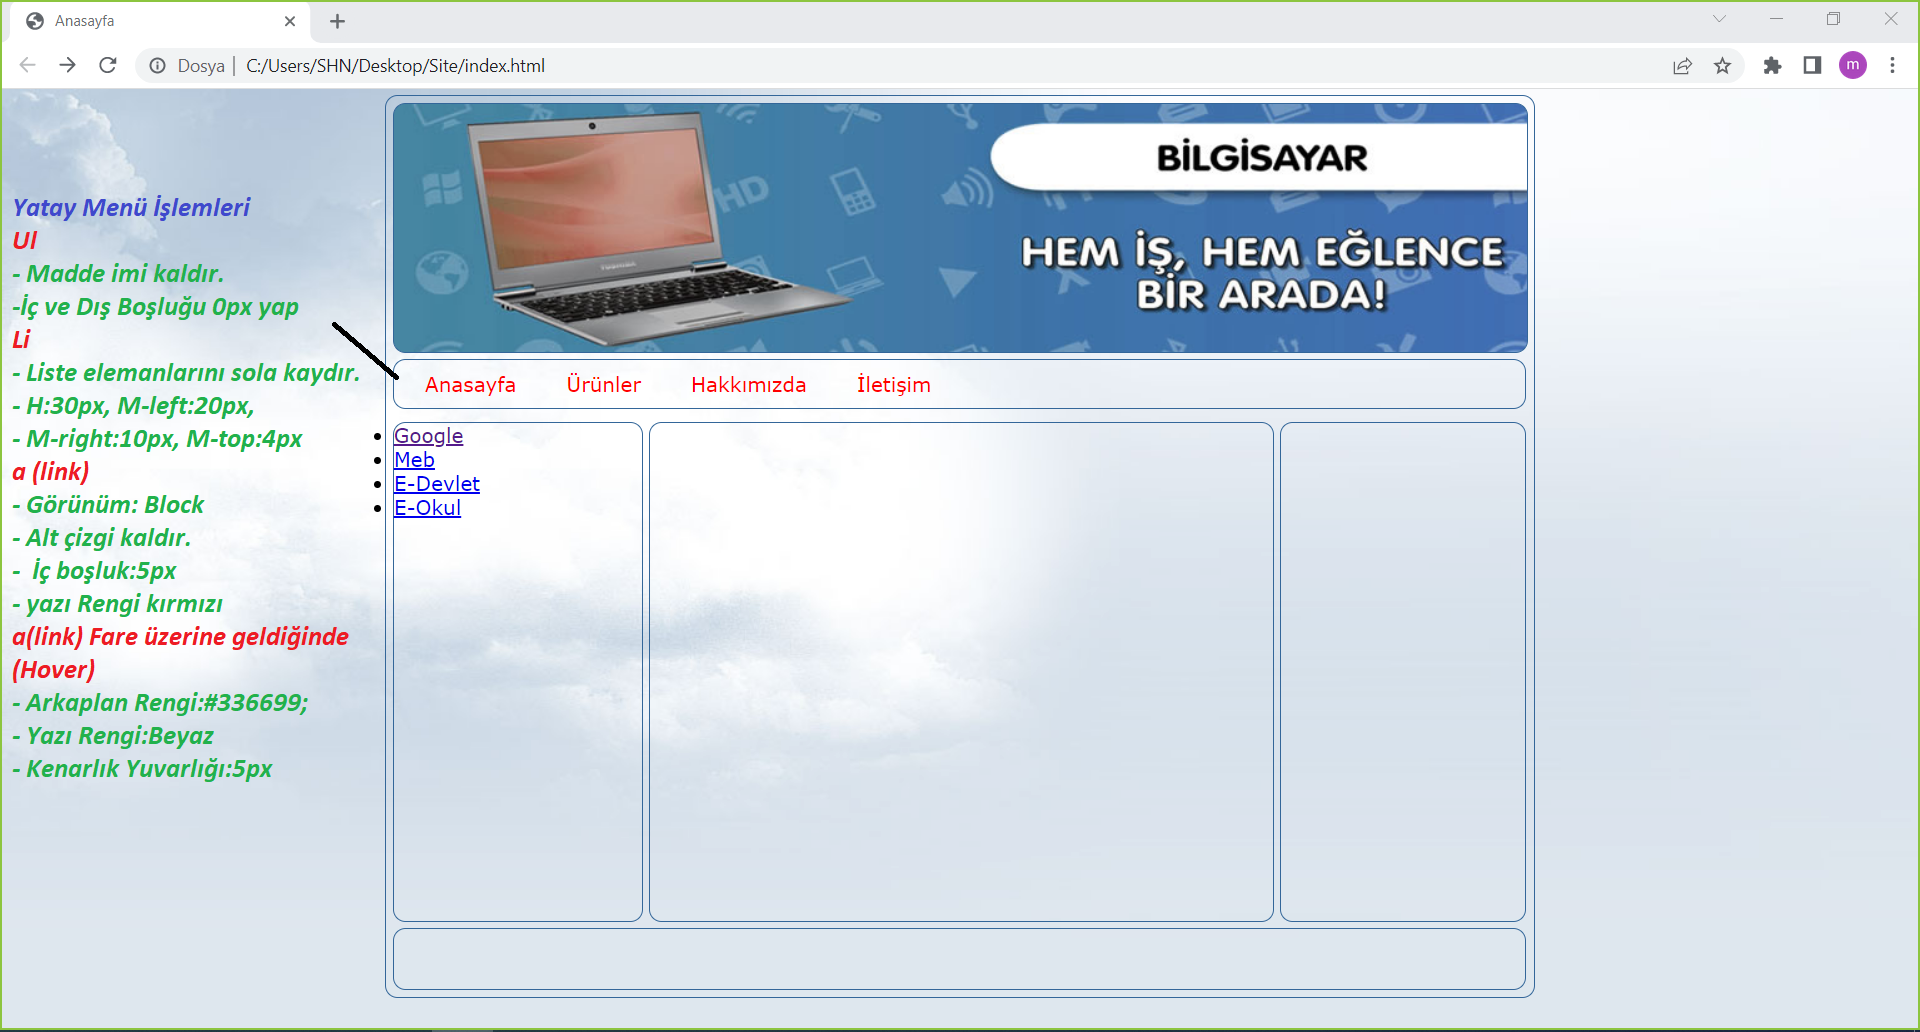 Anasayfa
Dosya | C:/Users/SHN/Desktop/Site/index.html
m
BİLGİSAYAR
HD
HEM İŞ, HEM EĞLENCE
BİR ARADA!
TOSHIBA
Yatay Menü İşlemleri
Ul
- Madde imi kaldır.
-İç ve Dış Boşluğu 0px yap
Li
- Liste elemanlarını sola kaydır.
- H:30px, M-left:20px,
- M-right:10px, M-top:4px
a (link)
- Görünüm: Block
- Alt çizgi kaldır.
- İç boşluk:5px
- yazı Rengi kırmızı
a(link) Fare üzerine geldiğinde
(Hover)
- Arkaplan Rengi:#336699;
- Yazı Rengi:Beyaz
- Kenarlık Yuvarlığı:5px
Anasayfa Ürünler Hakkımızda İletişim
Google
Meb
E-Devlet
E-Okul